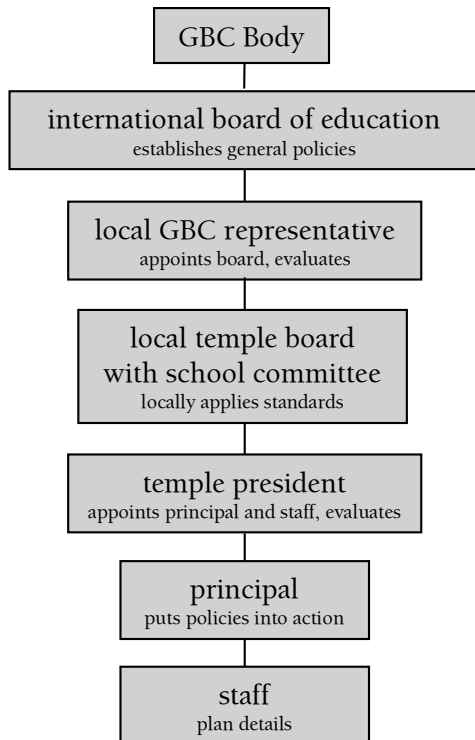 GBC Body
international board of education
establishes general policies
local GBC representative
appoints board, evaluates
local temple board
with school committee
locally applies standards
temple president
appoints principal and staff, evaluates
principal
puts policies into action
staff
plan details